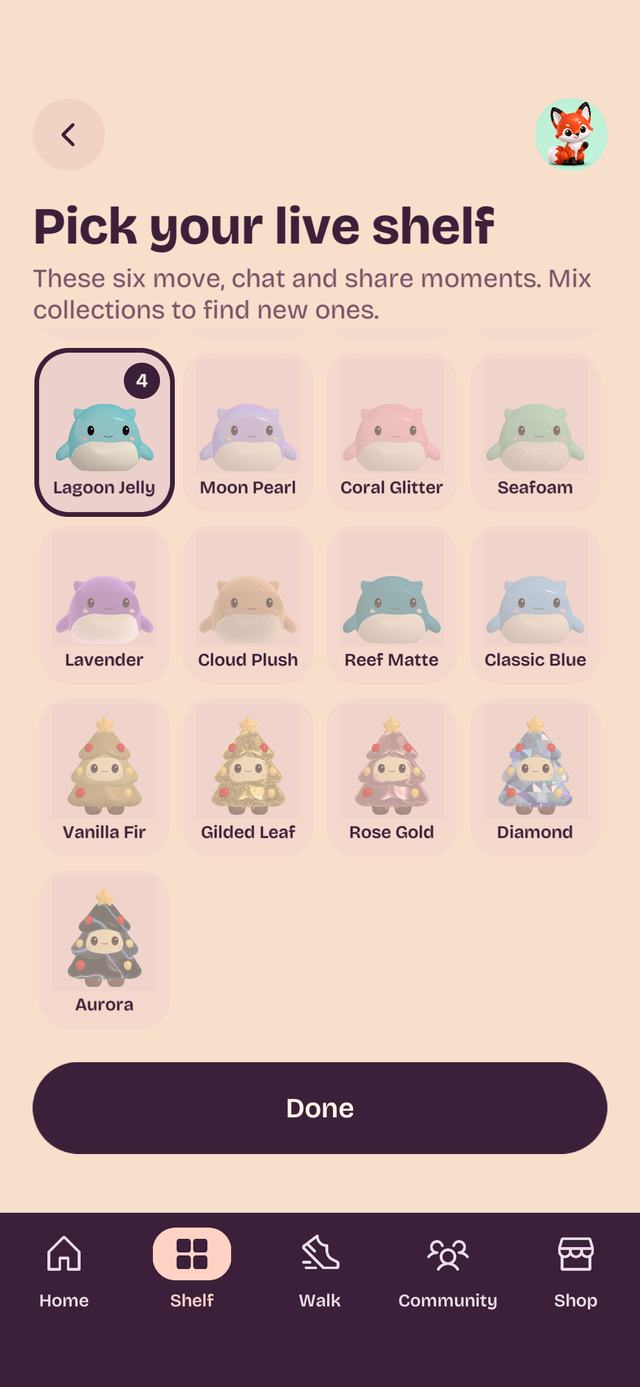 Pick your live shelf
These six move, chat and share moments. Mix
collections to find new ones.
4
Lagoon Jelly
Moon Pearl
Coral Glitter
Seafoam
Lavender
Cloud Plush
Reef Matte
Classic Blue
Vanilla Fir
Gilded Leaf
Rose Gold
Diamond
Aurora
Done
Home
Shelf
Walk
Community
Shop